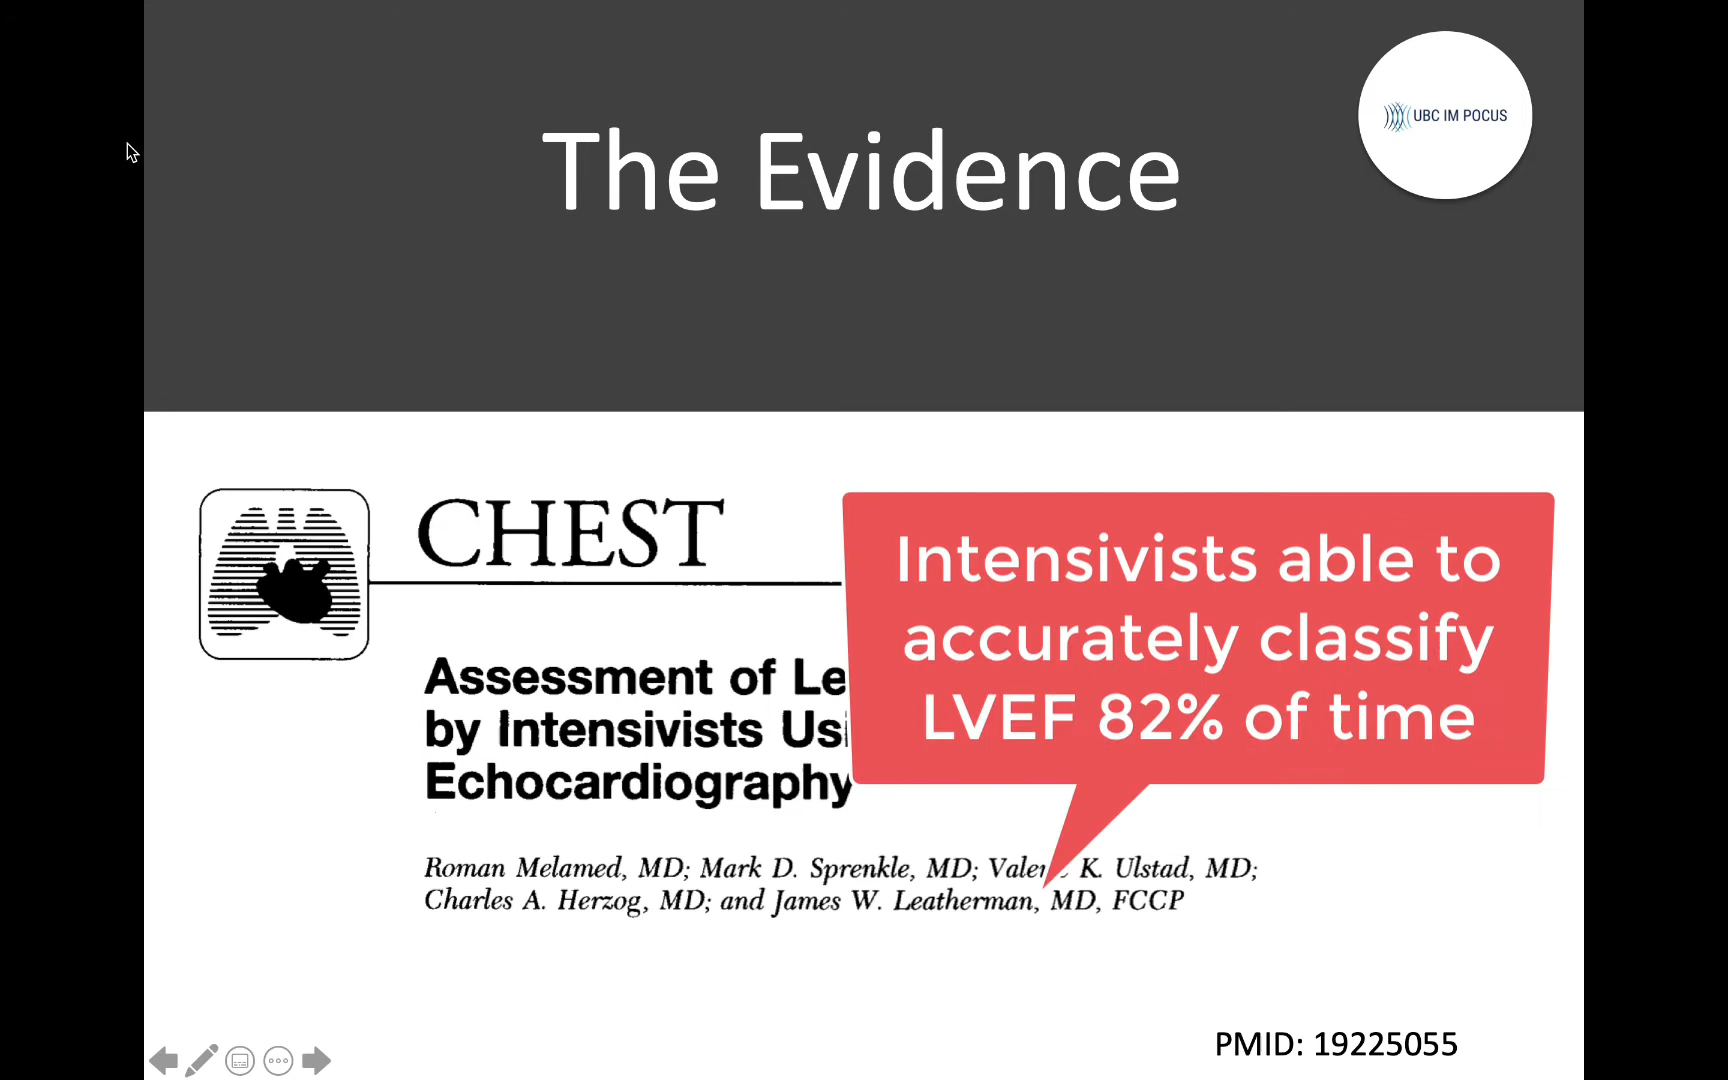 The Evidence
UBC IM POCUS
CHEST
Intensivists able to
accurately classify
LVEF 82% of time
Assessment of Le
by Intensivists Us
Echocardiography
Roman Melamed, MD; Mark D. Sprenkle, MD; K. Ulstad, MD;
Charles A. Herzog, MD; and James W. Leatherman, MD, FCCP
PMID: 19225055